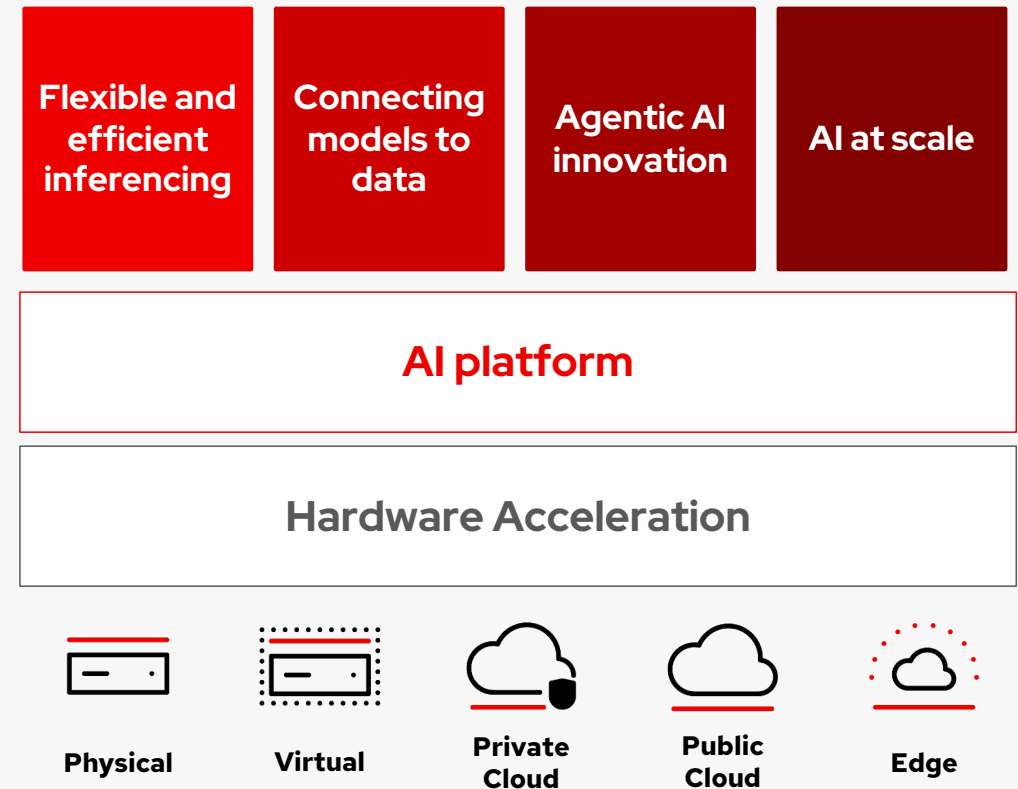 Flexible and
efficient
inferencing
Connecting
models to
data
Agentic AI
innovation
AI at scale
AI platform
Hardware Acceleration
Physical
Virtual
Private
Cloud
Public
Cloud
Edge